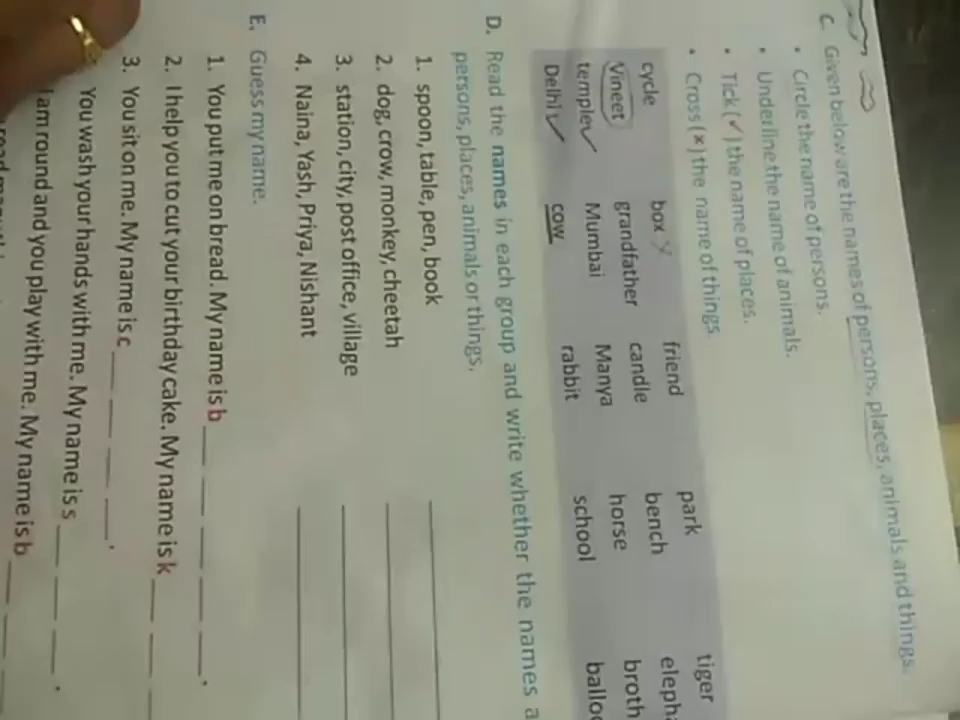 C. Given below are the names of persons, places, animals and things.
• Circle the name of persons.
• Underline the name of animals.
• Tick (✓) the name of places.
• Cross (×) the name of things.
cycle box friend park tiger
Vineet grandfather candle bench
temple Mumbai Manya horse
Delhi cow rabbit school
D. Read the names in each group and write whether the names
persons, places, animals or things.
1. spoon, table, pen, book
2. dog, crow, monkey, cheetah
3. station, city, post office, village
4. Naina, Yash, Priya, Nishant
E. Guess my name.
1. You put me on bread. My name is b
2. I help you to cut your birthday cake. My name is k
3. You sit on me. My name is c
You wash your hands with me. My name is s
I am round and you play with me. My name is b